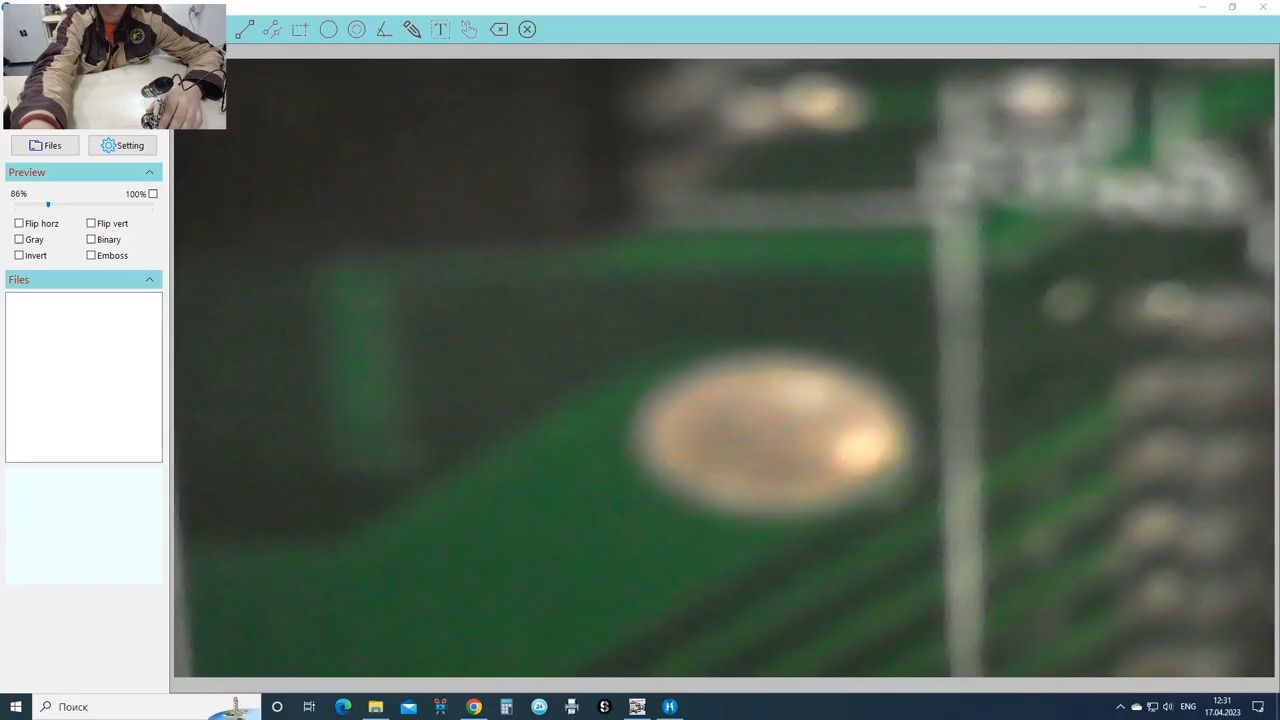 T
Files
Setting
Preview
86%
100%
Flip horz
Flip vert
Gray
Binary
Invert
Emboss
Files
Поиск
ENG
12:31
17.04.2023